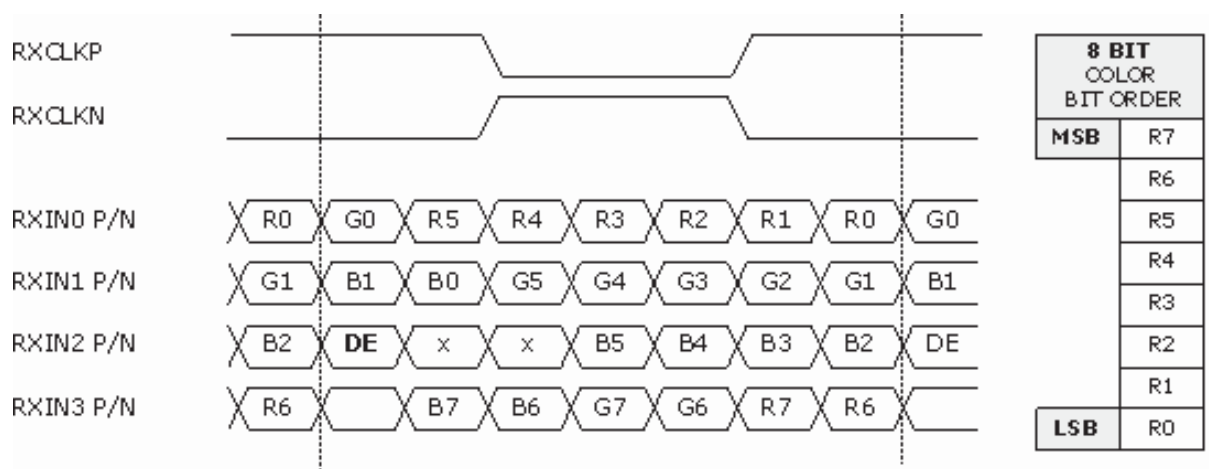 RXCLKP
RXCLKN
RXIN0 P/N R0 G0 R5 R4 R3 R2 R1 R0 G0
RXIN1 P/N G1 B1 B0 G5 G4 G3 G2 G1 B1
RXIN2 P/N B2 DE x x B5 B4 B3 B2 DE
RXIN3 P/N R6 B7 B6 G7 G6 R7 R6
8 BIT
COLOR
BIT ORDER
MSB R7
R6
R5
R4
R3
R2
R1
LSB R0